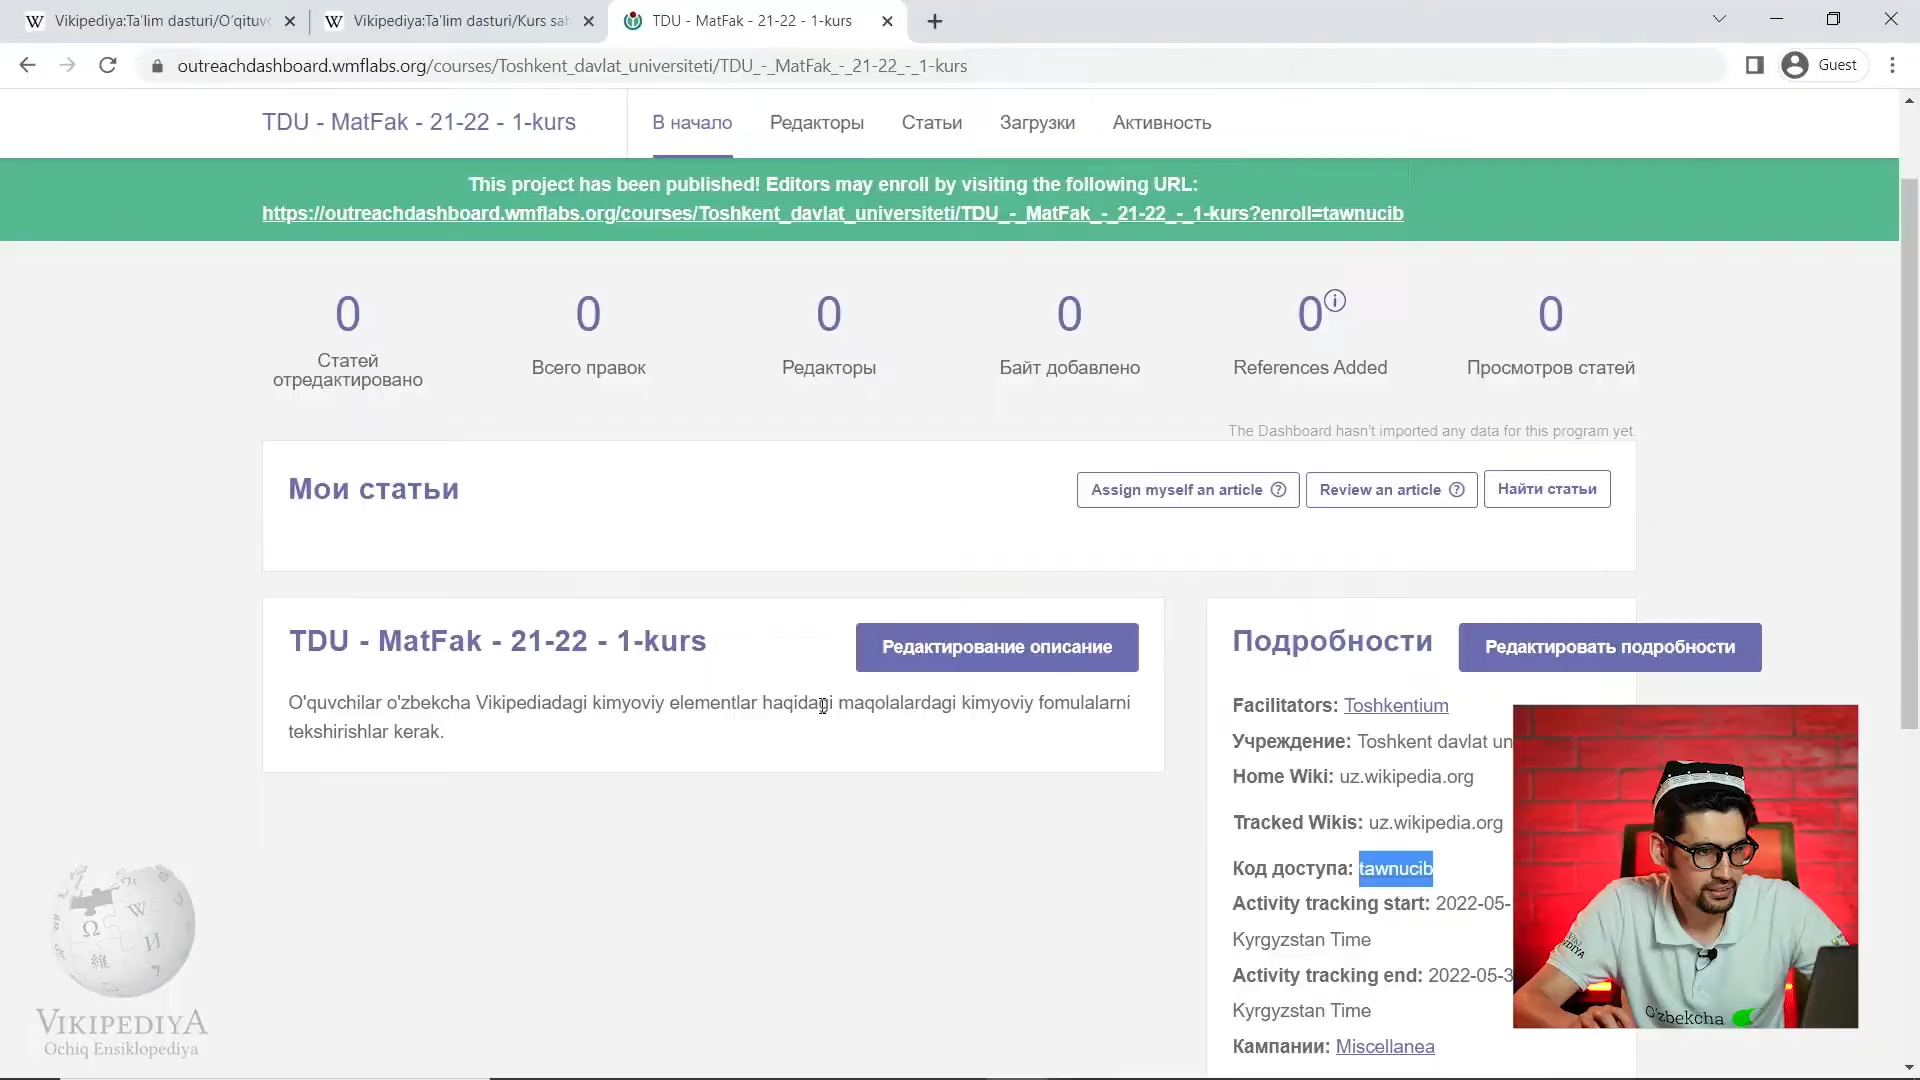 Vikipediya:Ta'lim dasturi/O'qituvc
Vikipediya:Ta'lim dasturi/Kurs sah
TDU - MatFak - 21-22 - 1-kurs
outreachdashboard.wmflabs.org/courses/Toshkent_davlat_universiteti/TDU_-_MatFak_-_21-22_-_1-kurs
Guest
TDU - MatFak - 21-22 - 1-kurs
В начало
Редакторы
Статьи
Загрузки
Активность
This project has been published! Editors may enroll by visiting the following URL:
https://outreachdashboard.wmflabs.org/courses/Toshkent_davlat_universiteti/TDU_-_MatFak_-_21-22_-_1-kurs?enroll=tawnucib
0
0
0
0
0
0
Статей
отредактировано
Всего правок
Редакторы
Байт добавлено
References Added
Просмотров статей
The Dashboard hasn't imported any data for this program yet.
Мои статьи
Assign myself an article
Review an article
Найти статьи
TDU - MatFak - 21-22 - 1-kurs
Редактирование описание
O'quvchilar o'zbekcha Vikipediadagi kimyoviy elementlar haqidagi maqolalardagi kimyoviy fomulalarni
tekshirishlar kerak.
Подробности
Редактировать подробности
Facilitators: Toshkentium
Учреждение: Toshkent davlat un
Home Wiki: uz.wikipedia.org
Tracked Wikis: uz.wikipedia.org
Код доступа: tawnucib
Activity tracking start: 2022-05-
Kyrgyzstan Time
Activity tracking end: 2022-05-3
Kyrgyzstan Time
Кампании: Miscellanea
VIKIPEDIYA
Ochiq Ensiklopediya
O'zbekcha